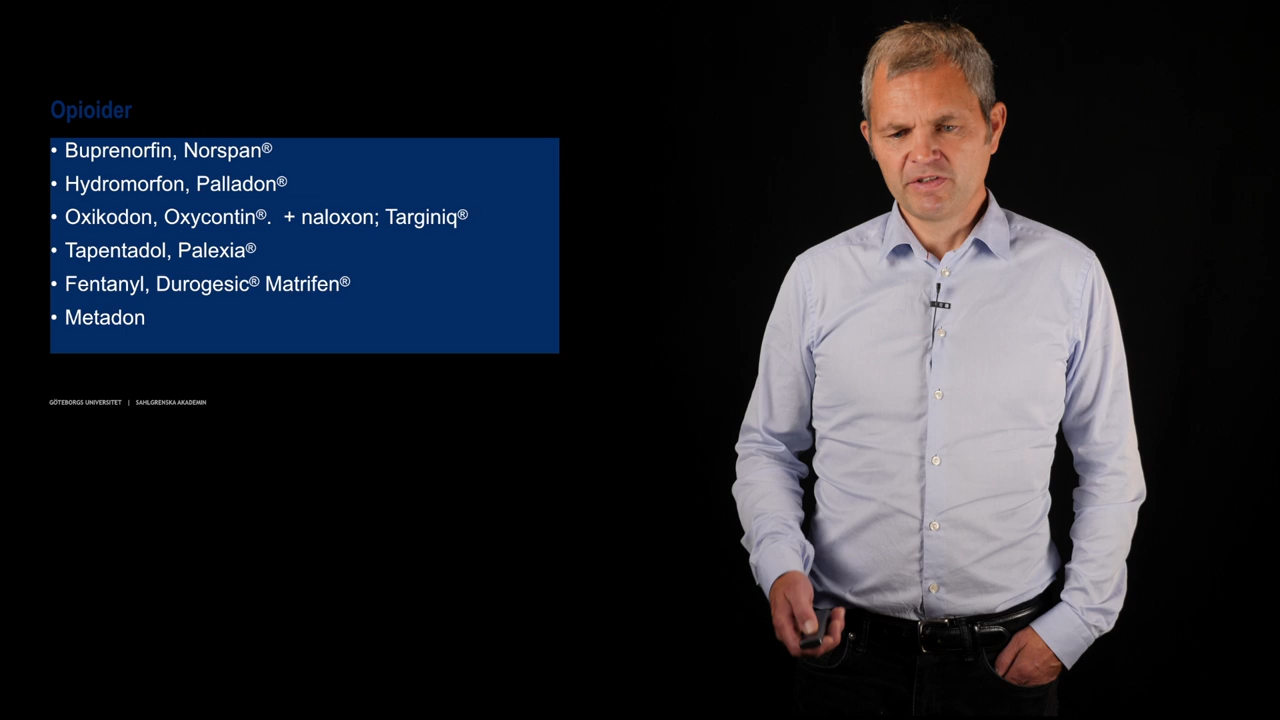 Opioider
• Buprenorfin, Norspan®
• Hydromorfon, Palladon®
• Oxikodon, Oxycontin®.  + naloxon; Targiniq®
• Tapentadol, Palexia®
• Fentanyl, Durogesic® Matrifen®
• Metadon
GÖTEBORGS UNIVERSITET | SAHLGRENSKA AKADEMIN